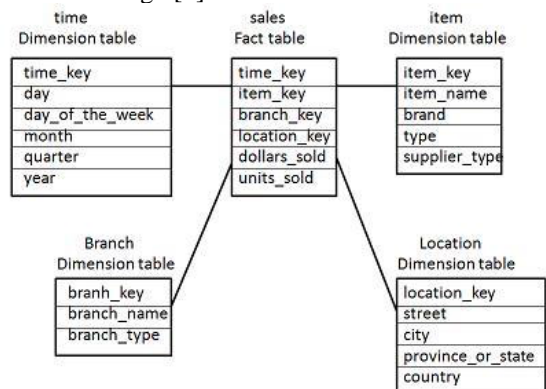 time
Dimension table
time_key
day
day_of_the_week
month
quarter
year
sales
Fact table
time_key
item_key
branch_key
location_key
dollars_sold
units_sold
item
Dimension table
item_key
item_name
brand
type
supplier_type
Branch
Dimension table
branh_key
branch_name
branch_type
Location
Dimension table
location_key
street
city
province_or_state
country